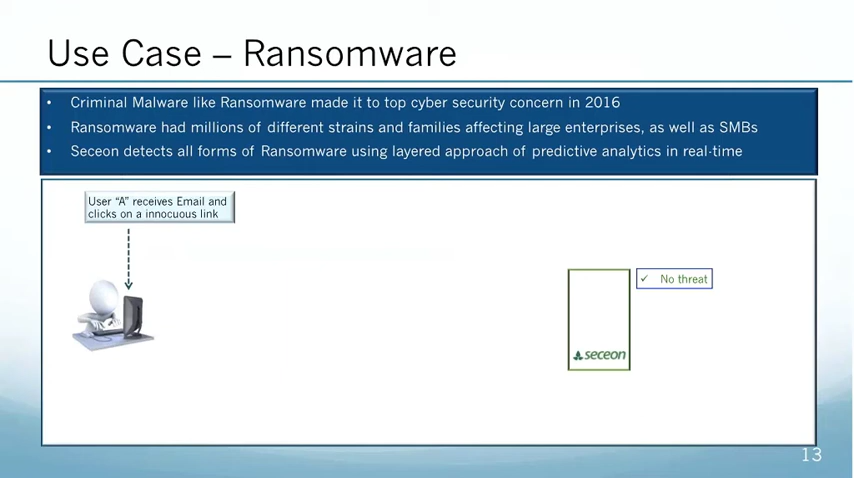 Use Case – Ransomware
• Criminal Malware like Ransomware made it to top cyber security concern in 2016
• Ransomware had millions of different strains and families affecting large enterprises, as well as SMBs
• Seceon detects all forms of Ransomware using layered approach of predictive analytics in real-time
User “A” receives Email and
clicks on a innocuous link
✓ No threat
seceon
13